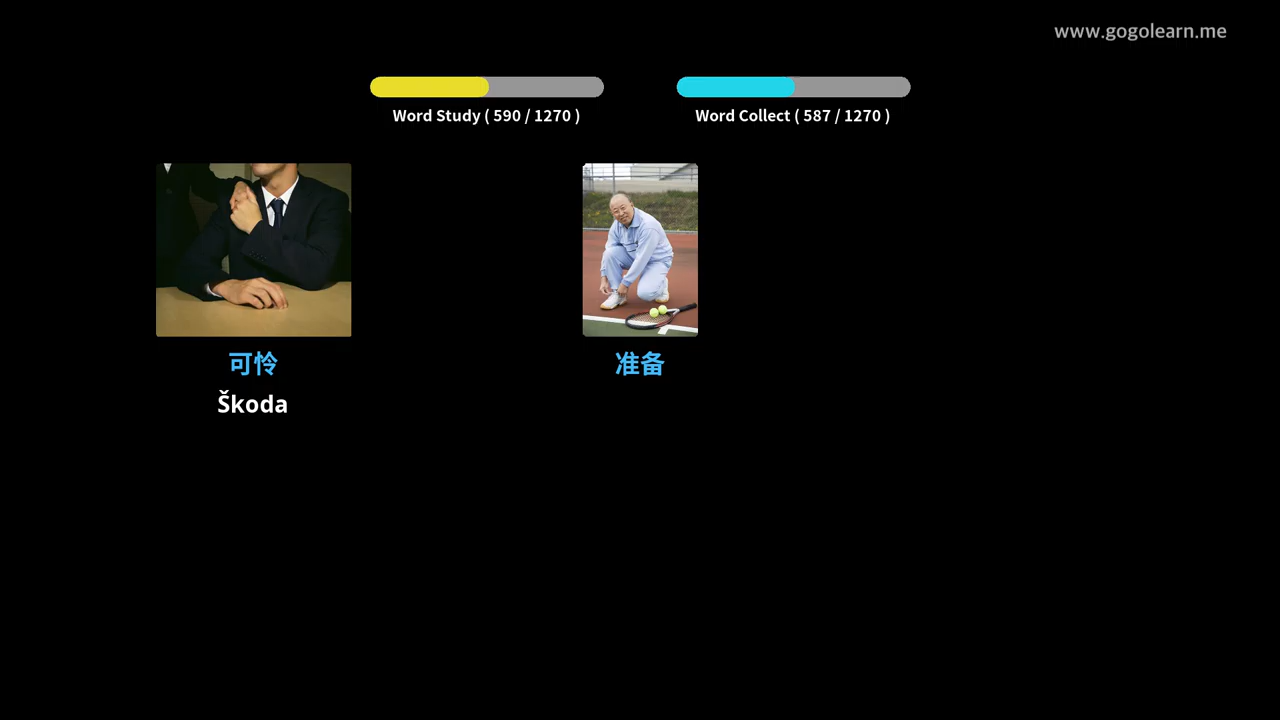 www.gogolearn.me
Word Study ( 590 / 1270 )
Word Collect ( 587 / 1270 )
可怜
准备
Škoda